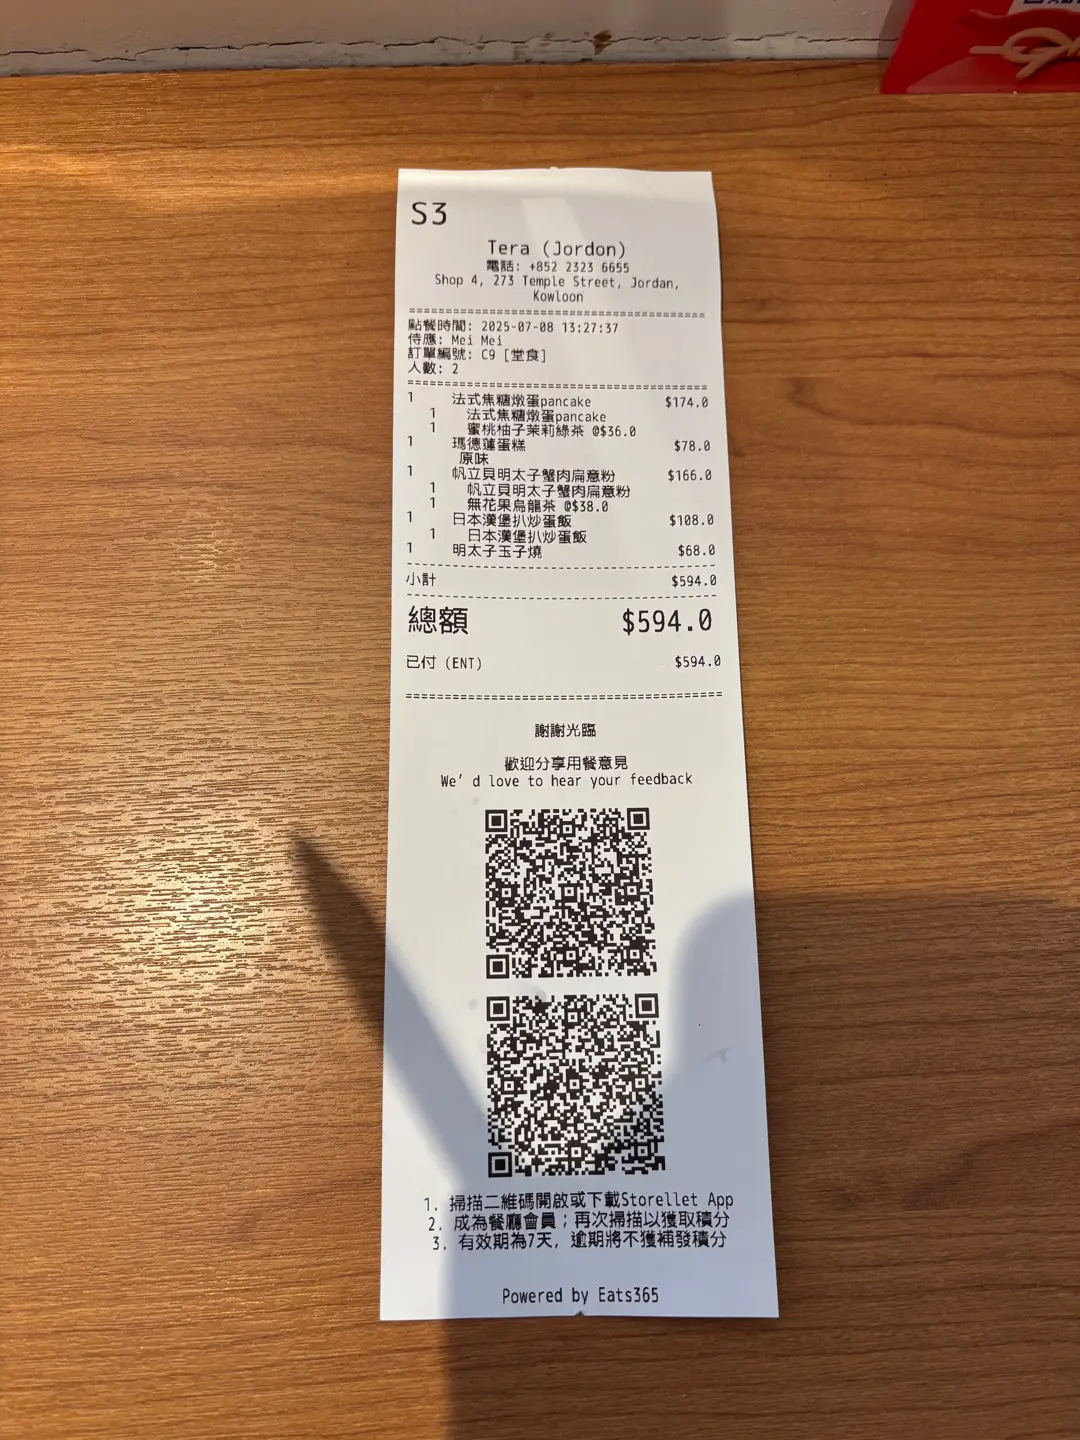 S3
Tera (Jordon)
電話: +852 2323 6655
Shop 4, 273 Temple Street, Jordan,
Kowloon
點餐時間: 2025-07-08 13:27:37
侍應: Mei Mei
訂單編號: C9 [堂食]
人數: 2
1 法式焦糖燉蛋pancake $174.0
1 法式焦糖燉蛋pancake
1 蜜桃柚子茉莉綠茶 @$36.0
1 瑪德蓮蛋糕 $78.0
原味
1 帆立貝明太子蟹肉扁意粉 $166.0
1 帆立貝明太子蟹肉扁意粉
1 無花果烏龍茶 @$38.0
1 日本漢堡扒炒蛋飯 $108.0
1 日本漢堡扒炒蛋飯
1 明太子玉子燒 $68.0
小計 $594.0
總額 $594.0
已付 (ENT) $594.0
謝謝光臨
歡迎分享用餐意見
We'd love to hear your feedback
1. 掃描二維碼開啟或下載Storellet App
2. 成為餐廳會員；再次掃描以獲取積分
3. 有效期為7天, 逾期將不獲補發積分
Powered by Eats365